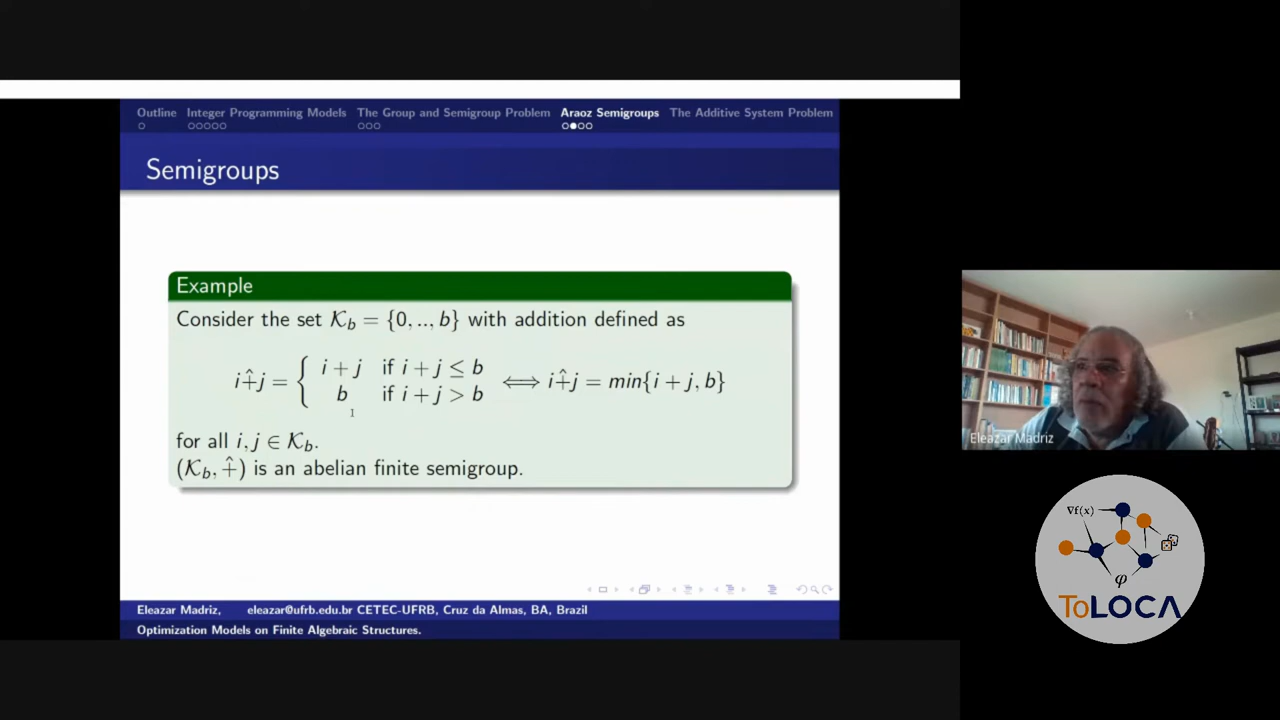 Outline Integer Programming Models The Group and Semigroup Problem Araoz Semigroups The Additive System Problem
Semigroups
Example
Consider the set 𝒦_b = {0, .., b} with addition defined as
i +̂ j = { i + j if i + j ≤ b
b if i + j > b ⟺ i +̂ j = min{i + j, b}
for all i, j ∈ 𝒦_b.
(𝒦_b, +̂) is an abelian finite semigroup.
Eleazar Madriz, eleazar@ufrb.edu.br CETEC-UFRB, Cruz da Almas, BA, Brazil
Optimization Models on Finite Algebraic Structures.
Eleazar Madriz
∇f(x)
φ
ToLOCA